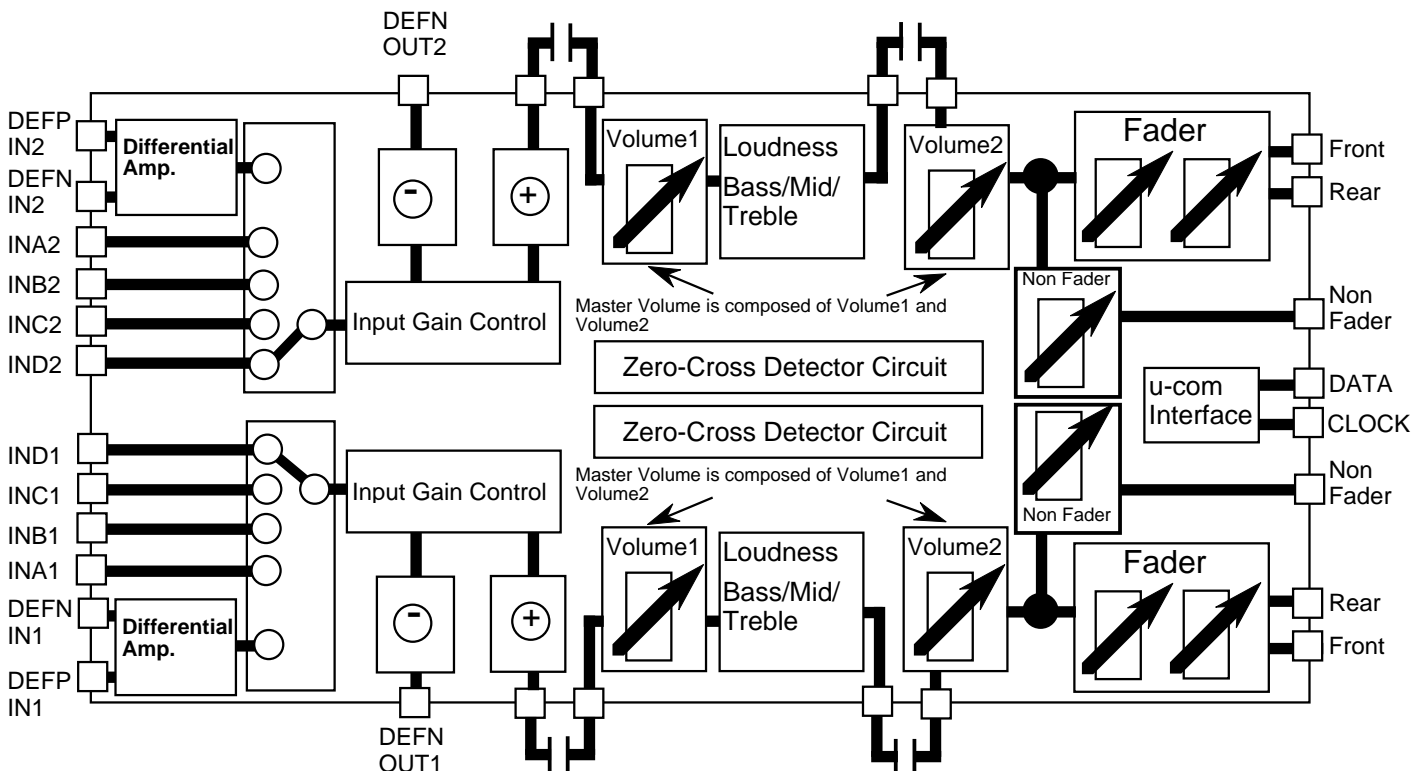 DEFN
OUT2
DEFP
IN2
DEFN
IN2
INA2
INB2
INC2
IND2
Differential
Amp.
-
+
Input Gain Control
Volume1
Loudness
Bass/Mid/
Treble
Volume2
Fader
Front
Rear
Master Volume is composed of Volume1 and
Volume2
Non Fader
Non
Fader
Zero-Cross Detector Circuit
u-com
Interface
DATA
CLOCK
Zero-Cross Detector Circuit
Master Volume is composed of Volume1 and
Volume2
Non Fader
Non
Fader
IND1
INC1
INB1
INA1
DEFN
IN1
DEFP
IN1
Differential
Amp.
Input Gain Control
-
+
Volume1
Loudness
Bass/Mid/
Treble
Volume2
Fader
Rear
Front
DEFN
OUT1